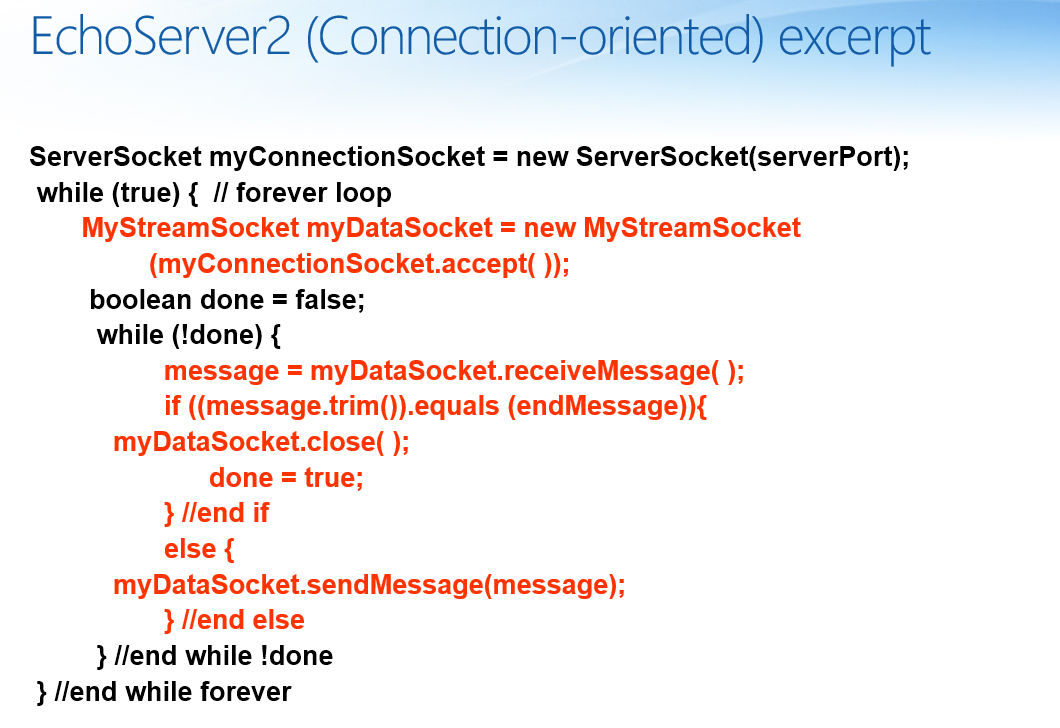 EchoServer2 (Connection-oriented) excerpt
ServerSocket myConnectionSocket = new ServerSocket(serverPort);
while (true) { // forever loop
MyStreamSocket myDataSocket = new MyStreamSocket
(myConnectionSocket.accept( ));
boolean done = false;
while (!done) {
message = myDataSocket.receiveMessage( );
if ((message.trim()).equals (endMessage)){
myDataSocket.close( );
done = true;
} //end if
else {
myDataSocket.sendMessage(message);
} //end else
} //end while !done
} //end while forever